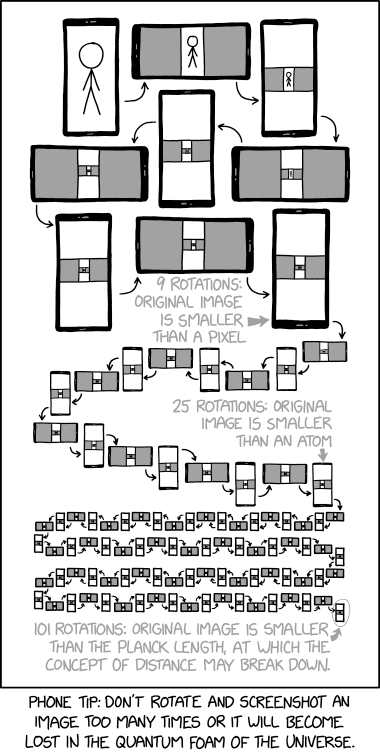 9 ROTATIONS:
ORIGINAL IMAGE
IS SMALLER
THAN A PIXEL
25 ROTATIONS: ORIGINAL
IMAGE IS SMALLER
THAN AN ATOM
101 ROTATIONS: ORIGINAL IMAGE IS SMALLER
THAN THE PLANCK LENGTH, AT WHICH THE
CONCEPT OF DISTANCE MAY BREAK DOWN.
PHONE TIP: DON'T ROTATE AND SCREENSHOT AN
IMAGE TOO MANY TIMES OR IT WILL BECOME
LOST IN THE QUANTUM FOAM OF THE UNIVERSE.